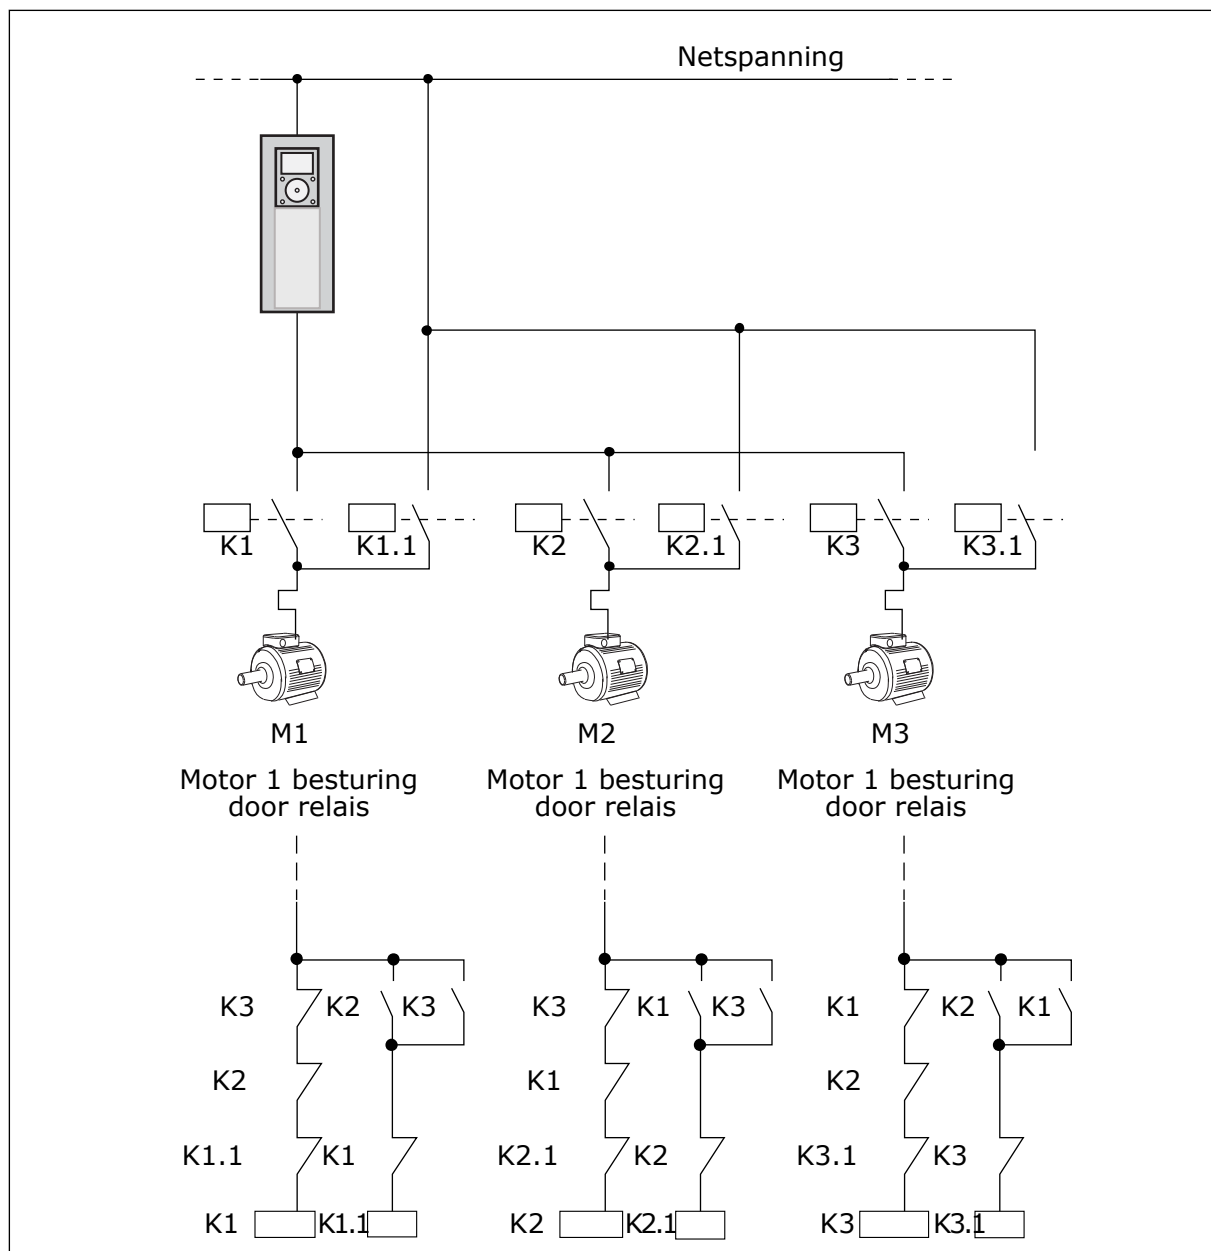 Netspanning
K1 K1.1 K2 K2.1 K3 K3.1
M1 M2 M3
Motor 1 besturing Motor 1 besturing Motor 1 besturing
door relais door relais door relais
K3 K2 K3 K3 K1 K3 K1 K2 K1
K2 K1 K2
K1.1 K1 K2.1 K2 K3.1 K3
K1 K1.1 K2 K2.1 K3 K3.1